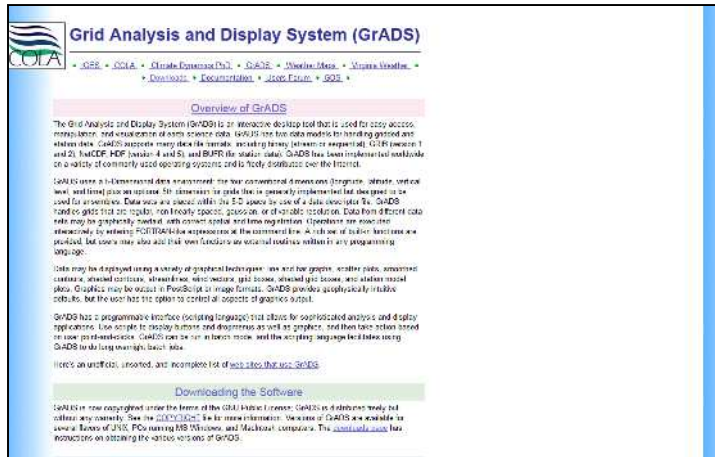 COLA
Grid Analysis and Display System (GrADS)
• IGES • COLA • Climate Dynamics PhD • GrADS • Weather Maps • Virginia Weather •
• Downloads • Documentation • Users Forum • GDS •
Overview of GrADS
The Grid Analysis and Display System (GrADS) is an interactive desktop tool that is used for easy access,
manipulation, and visualization of earth science data. GrADS has two data models for handling gridded and
station data. GrADS supports many data file formats, including binary (stream or sequential), GRIB (version 1
and 2), NetCDF, HDF (version 4 and 5), and BUFR (for station data). GrADS has been implemented worldwide
on a variety of commonly used operating systems and is freely distributed over the Internet.
GrADS uses a 5-Dimensional data environment: the four conventional dimensions (longitude, latitude, vertical
level, and time) plus an optional 5th dimension for grids that is generally implemented but designed to be
used for ensembles. Data sets are placed within the 5-D space by use of a data descriptor file. GrADS
handles grids that are regular, non-linearly spaced, gaussian, or of variable resolution. Data from different data
sets may be graphically overlaid, with correct spatial and time registration. Operations are executed
interactively by entering FORTRAN-like expressions at the command line. A rich set of built-in functions are
provided, but users may also add their own functions as external routines written in any programming
language.
Data may be displayed using a variety of graphical techniques: line and bar graphs, scatter plots, smoothed
contours, shaded contours, streamlines, wind vectors, grid boxes, shaded grid boxes, and station model
plots. Graphics may be output in PostScript or image formats. GrADS provides geophysically intuitive
defaults, but the user has the option to control all aspects of graphics output.
GrADS has a programmable interface (scripting language) that allows for sophisticated analysis and display
applications. Use scripts to display buttons and dropmenus as well as graphics, and then take action based
on user point-and-clicks. GrADS can be run in batch mode, and the scripting language facilitates using
GrADS to do long overnight batch jobs.
Here's an unofficial, unsorted, and incomplete list of web sites that use GrADS.
Downloading the Software
GrADS is now copyrighted under the terms of the GNU Public License; GrADS is distributed freely but
without any warranty. See the COPYRIGHT file for more information. Versions of GrADS are available for
several flavors of UNIX, PCs running MS Windows, and Macintosh computers. The downloads page has
instructions on obtaining the various versions of GrADS.